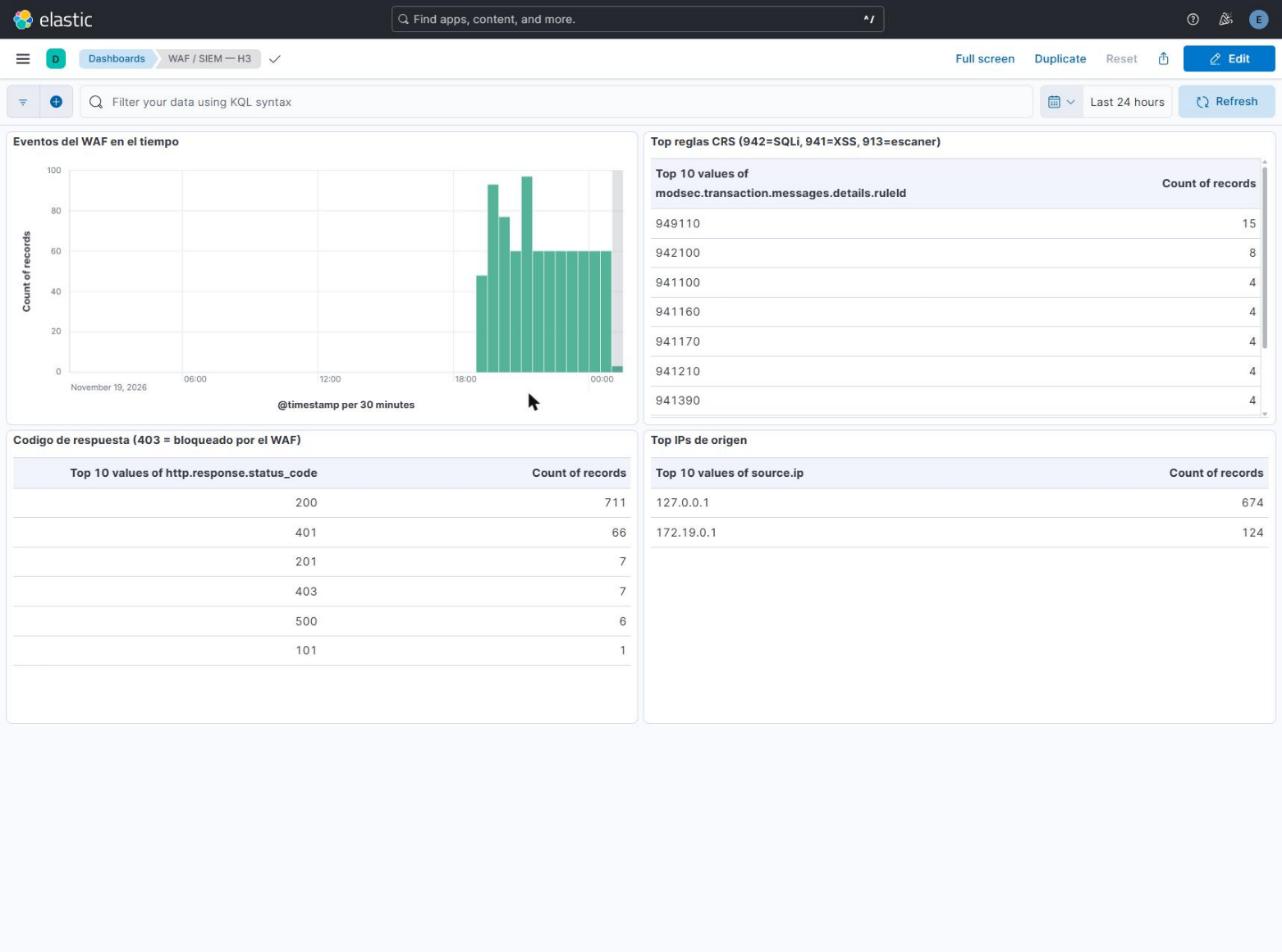 elastic
Find apps, content, and more.
^/
E
D
Dashboards
WAF / SIEM — H3
Full screen
Duplicate
Reset
Edit
Filter your data using KQL syntax
Last 24 hours
Refresh
Eventos del WAF en el tiempo
Count of records
100
80
60
40
20
0
06:00
12:00
18:00
00:00
November 19, 2026
@timestamp per 30 minutes
Top reglas CRS (942=SQLi, 941=XSS, 913=escaner)
Top 10 values of
modsec.transaction.messages.details.ruleId
Count of records
949110 15
942100 8
941100 4
941160 4
941170 4
941210 4
941390 4
Codigo de respuesta (403 = bloqueado por el WAF)
Top 10 values of http.response.status_code Count of records
200 711
401 66
201 7
403 7
500 6
101 1
Top IPs de origen
Top 10 values of source.ip Count of records
127.0.0.1 674
172.19.0.1 124